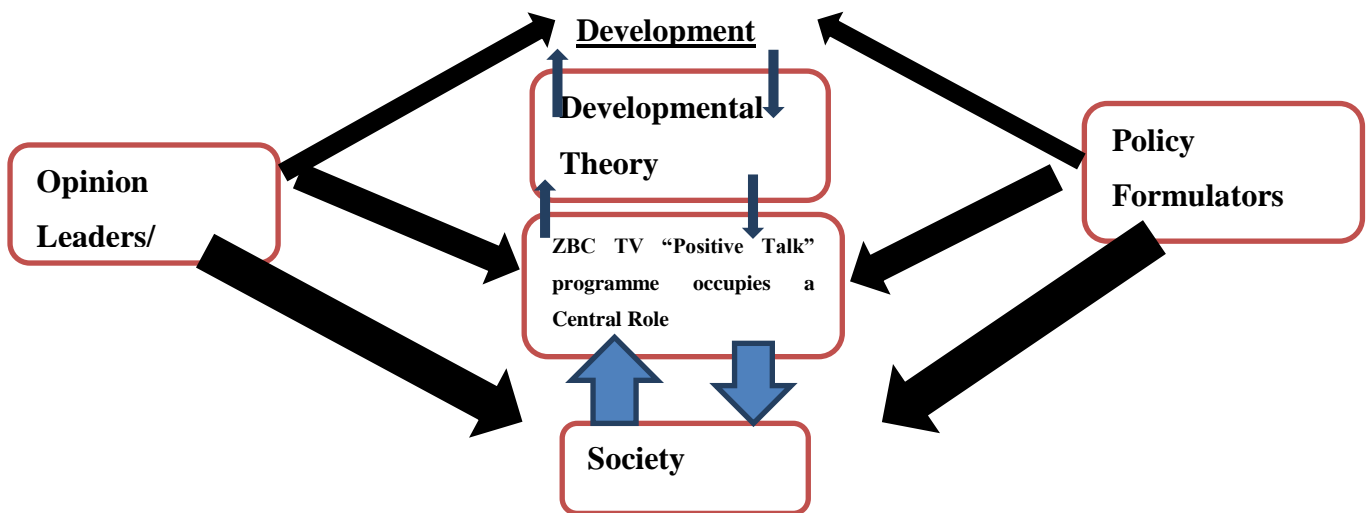 Development
Developmental
Theory
Opinion
Leaders/
Policy
Formulators
ZBC TV “Positive Talk”
programme occupies a
Central Role
Society